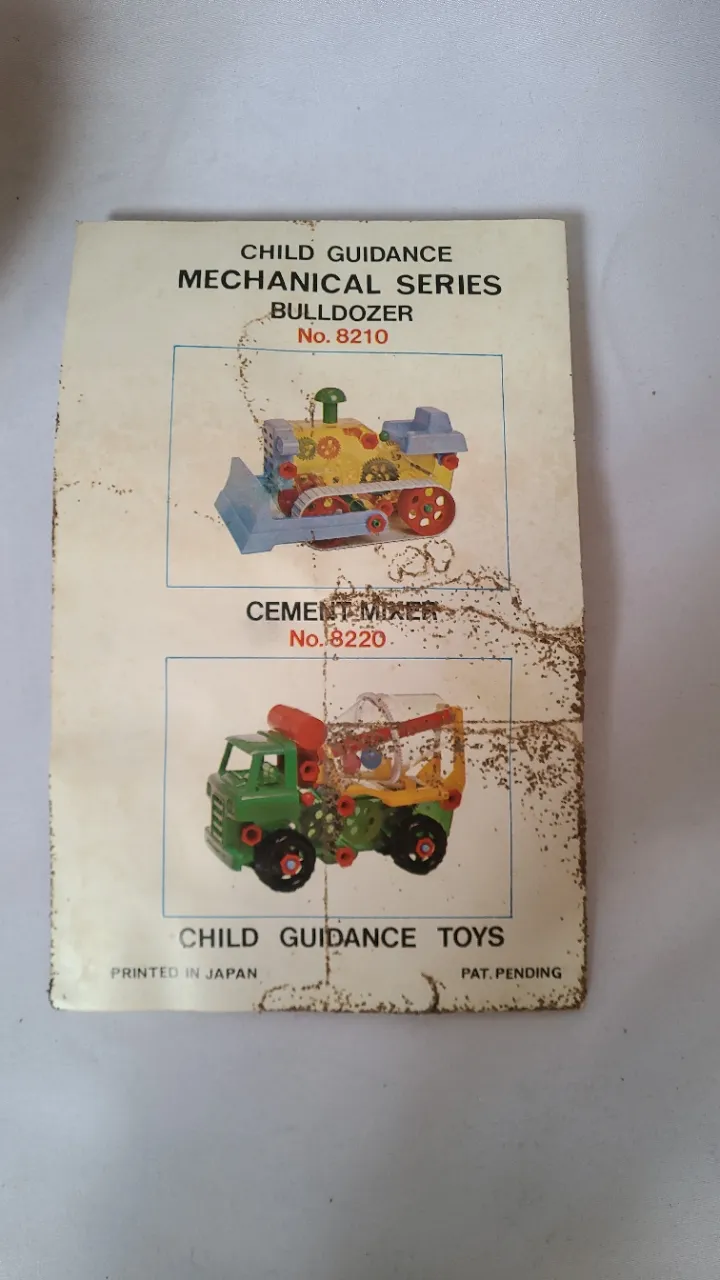 CHILD GUIDANCE
MECHANICAL SERIES
BULLDOZER
No. 8210
CEMENT MIXER
No. 8220
CHILD GUIDANCE TOYS
PRINTED IN JAPAN
PAT. PENDING